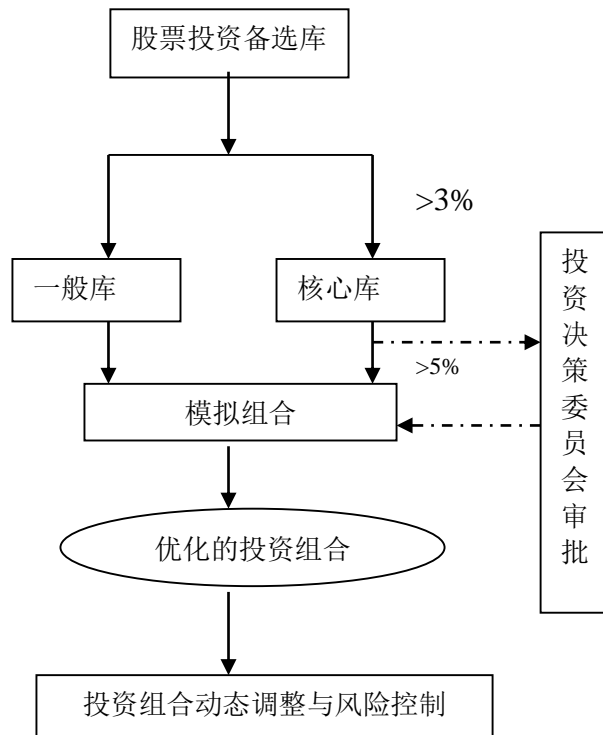 股票投资备选库
>3%
一般库
核心库
投资决策委员会审批
>5%
模拟组合
优化的投资组合
投资组合动态调整与风险控制